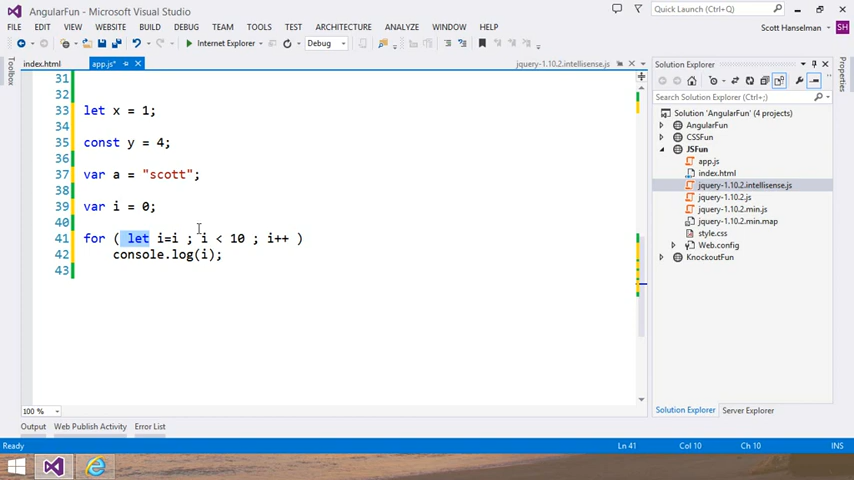 AngularFun - Microsoft Visual Studio
Quick Launch (Ctrl+Q)
FILE EDIT VIEW WEBSITE BUILD DEBUG TEAM TOOLS TEST ARCHITECTURE ANALYZE WINDOW HELP
Scott Hanselman SH
Internet Explorer Debug
Toolbox
index.html app.js* jquery-1.10.2.intellisense.js
31
32
33 let x = 1;
34
35 const y = 4;
36
37 var a = "scott";
38
39 var i = 0;
40
41 for ( let i=i ; i < 10 ; i++ )
42 console.log(i);
43
100 %
Solution Explorer
Search Solution Explorer (Ctrl+;)
Solution 'AngularFun' (4 projects)
AngularFun
CSSFun
JSFun
app.js
index.html
jquery-1.10.2.intellisense.js
jquery-1.10.2.js
jquery-1.10.2.min.js
jquery-1.10.2.min.map
style.css
Web.config
KnockoutFun
Solution Explorer Server Explorer
Properties
Output Web Publish Activity Error List
Ready Ln 41 Col 10 Ch 10 INS